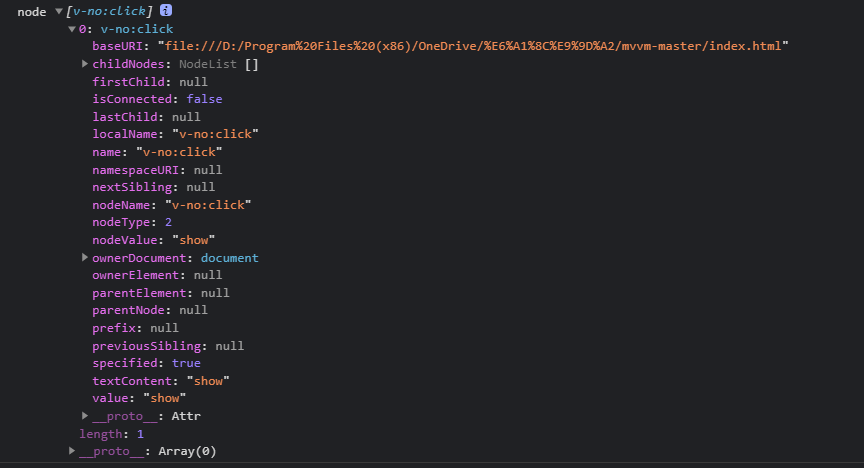 node ▼[v-no:click] i
▼0: v-no:click
baseURI: "file:///D:/Program%20Files%20(x86)/OneDrive/%E6%A1%8C%E9%9D%A2/mvvm-master/index.html"
▶childNodes: NodeList []
firstChild: null
isConnected: false
lastChild: null
localName: "v-no:click"
name: "v-no:click"
namespaceURI: null
nextSibling: null
nodeName: "v-no:click"
nodeType: 2
nodeValue: "show"
▶ownerDocument: document
ownerElement: null
parentElement: null
parentNode: null
prefix: null
previousSibling: null
specified: true
textContent: "show"
value: "show"
▶__proto__: Attr
length: 1
▶__proto__: Array(0)